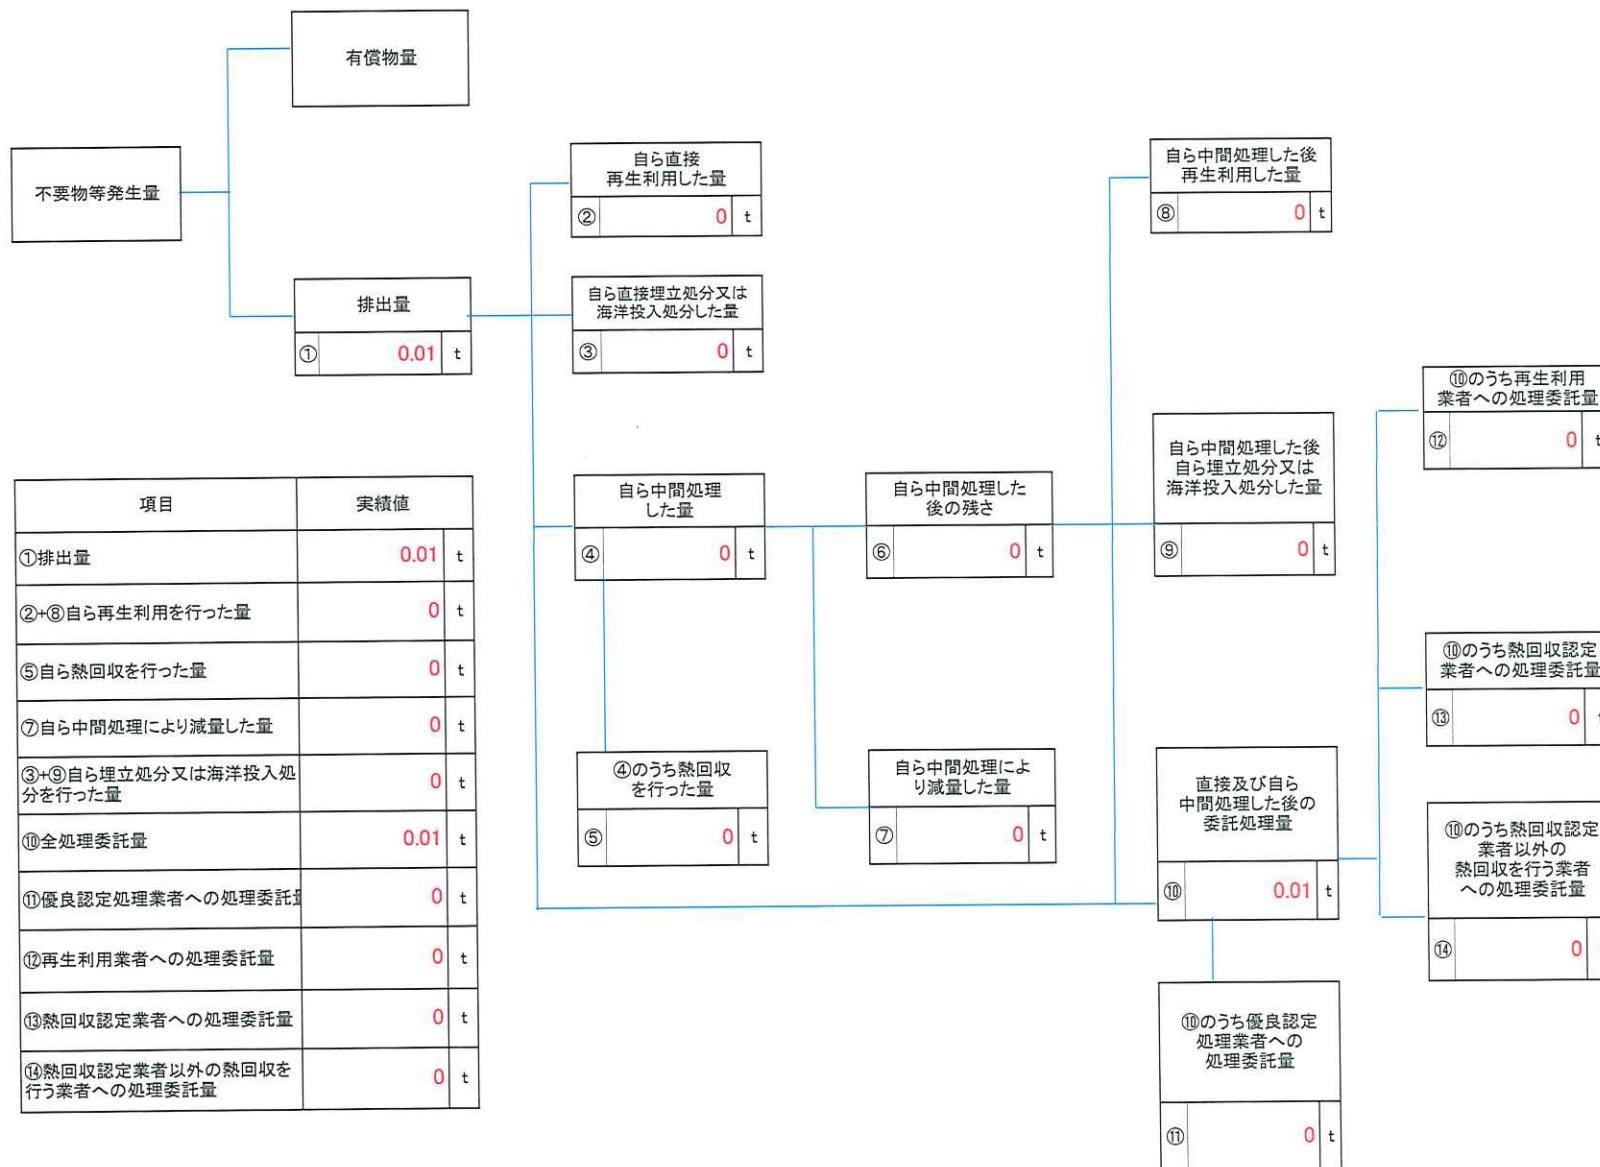 有償物量
不要物等発生量
排出量
① 0.01 t
自ら直接
再生利用した量
② 0 t
自ら直接埋立処分又は
海洋投入処分した量
③ 0 t
自ら中間処理
した量
④ 0 t
④のうち熱回収
を行った量
⑤ 0 t
自ら中間処理した
後の残さ
⑥ 0 t
自ら中間処理によ
り減量した量
⑦ 0 t
自ら中間処理した後
再生利用した量
⑧ 0 t
自ら中間処理した後
自ら埋立処分又は
海洋投入処分した量
⑨ 0 t
直接及び自ら
中間処理した後の
委託処理量
⑩ 0.01 t
⑩のうち優良認定
処理業者への
処理委託量
⑪ 0 t
⑩のうち再生利用
業者への処理委託量
⑫ 0 t
⑩のうち熱回収認定
業者への処理委託量
⑬ 0
⑩のうち熱回収認定
業者以外の
熱回収を行う業者
への処理委託量
⑭ 0
項目 実績値
①排出量 0.01 t
②+⑧自ら再生利用を行った量 0 t
⑤自ら熱回収を行った量 0 t
⑦自ら中間処理により減量した量 0 t
③+⑨自ら埋立処分又は海洋投入処
分を行った量 0 t
⑩全処理委託量 0.01 t
⑪優良認定処理業者への処理委託量 0 t
⑫再生利用業者への処理委託量 0 t
⑬熱回収認定業者への処理委託量 0 t
⑭熱回収認定業者以外の熱回収を
行う業者への処理委託量 0 t